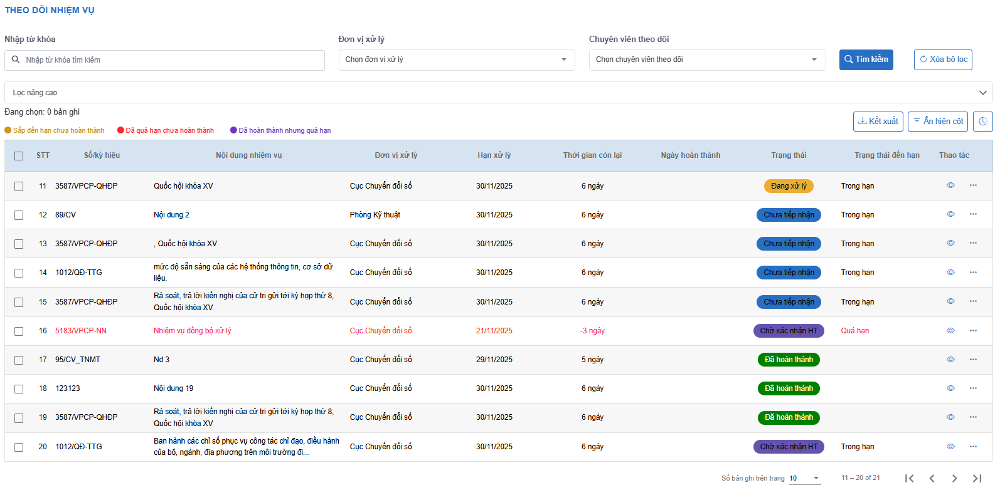 THEO DÕI NHIỆM VỤ
Nhập từ khóa
Đơn vị xử lý
Chuyên viên theo dõi
Nhập từ khóa tìm kiếm
Chọn đơn vị xử lý
Chọn chuyên viên theo dõi
Tìm kiếm
Xóa bộ lọc
Lọc nâng cao
Đang chọn: 0 bản ghi
Sắp đến hạn chưa hoàn thành
Đã quá hạn chưa hoàn thành
Đã hoàn thành nhưng quá hạn
Kết xuất
Ẩn hiện cột
STT Số/ký hiệu Nội dung nhiệm vụ Đơn vị xử lý Hạn xử lý Thời gian còn lại Ngày hoàn thành Trạng thái Trạng thái đến hạn Thao tác
11 3587/VPCP-QHĐP Quốc hội khóa XV Cục Chuyển đổi số 30/11/2025 6 ngày Đang xử lý Trong hạn
12 89/CV Nội dung 2 Phòng Kỹ thuật 30/11/2025 6 ngày Chưa tiếp nhận Trong hạn
13 3587/VPCP-QHĐP , Quốc hội khóa XV Cục Chuyển đổi số 30/11/2025 6 ngày Chưa tiếp nhận Trong hạn
14 1012/QĐ-TTG mức độ sẵn sàng của các hệ thống thông tin, cơ sở dữ
liệu. Cục Chuyển đổi số 30/11/2025 6 ngày Chưa tiếp nhận Trong hạn
15 3587/VPCP-QHĐP Rà soát, trả lời kiến nghị của cử tri gửi tới kỳ họp thứ 8,
Quốc hội khóa XV Cục Chuyển đổi số 30/11/2025 6 ngày Chưa tiếp nhận Trong hạn
16 5183/VPCP-NN Nhiệm vụ đồng bộ xử lý Cục Chuyển đổi số 21/11/2025 -3 ngày Chờ xác nhận HT Quá hạn
17 95/CV_TNMT Nd 3 Cục Chuyển đổi số 29/11/2025 5 ngày Đã hoàn thành
18 123123 Nội dung 19 Cục Chuyển đổi số 30/11/2025 6 ngày Đã hoàn thành
19 3587/VPCP-QHĐP Rà soát, trả lời kiến nghị của cử tri gửi tới kỳ họp thứ 8,
Quốc hội khóa XV Cục Chuyển đổi số 30/11/2025 6 ngày Đã hoàn thành
20 1012/QĐ-TTG Ban hành các chỉ số phục vụ công tác chỉ đạo, điều hành
của bộ, ngành, địa phương trên môi trường đi... Cục Chuyển đổi số 30/11/2025 6 ngày Chờ xác nhận HT Trong hạn
Số bản ghi trên trang 10 11 – 20 of 21